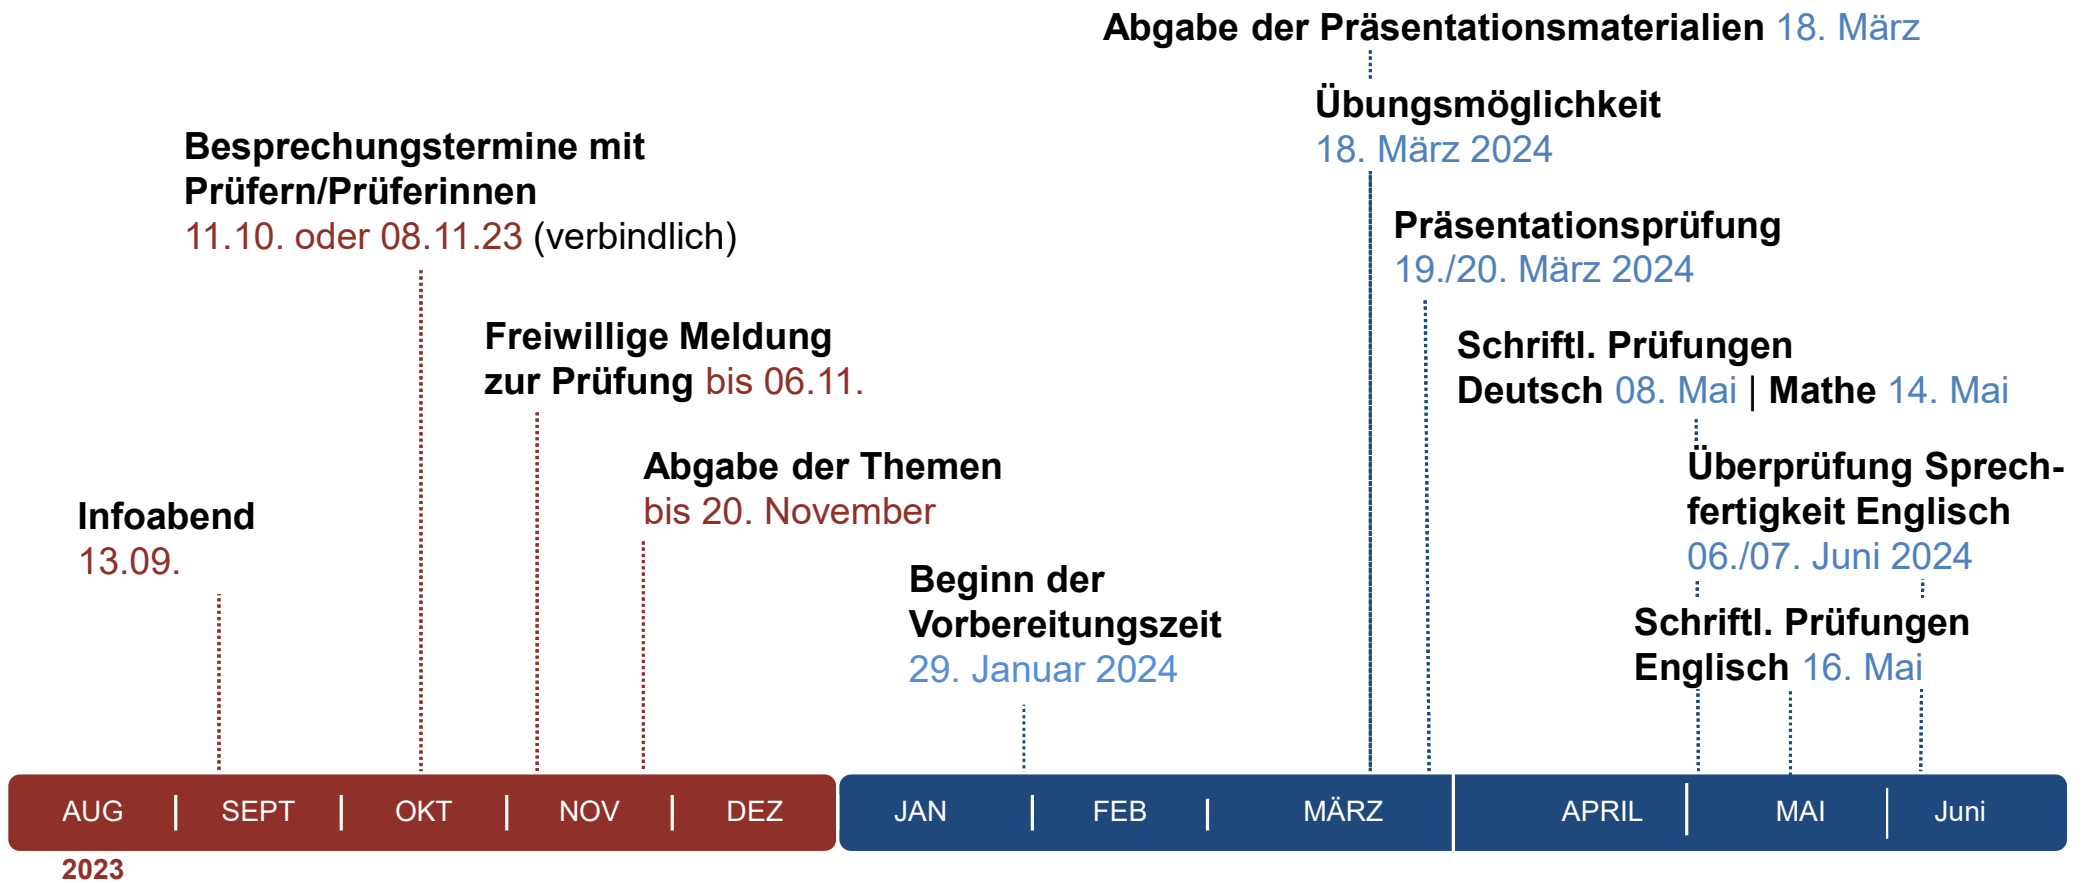 Abgabe der Präsentationsmaterialien 18. März
Übungsmöglichkeit
18. März 2024
Besprechungstermine mit
Prüfern/Prüferinnen
11.10. oder 08.11.23 (verbindlich)
Präsentationsprüfung
19./20. März 2024
Freiwillige Meldung
zur Prüfung bis 06.11.
Schriftl. Prüfungen
Deutsch 08. Mai | Mathe 14. Mai
Abgabe der Themen
bis 20. November
Überprüfung Sprech-
fertigkeit Englisch
06./07. Juni 2024
Infoabend
13.09.
Beginn der
Vorbereitungszeit
29. Januar 2024
Schriftl. Prüfungen
Englisch 16. Mai
AUG | SEPT | OKT | NOV | DEZ JAN | FEB | MÄRZ | APRIL | MAI | Juni
2023